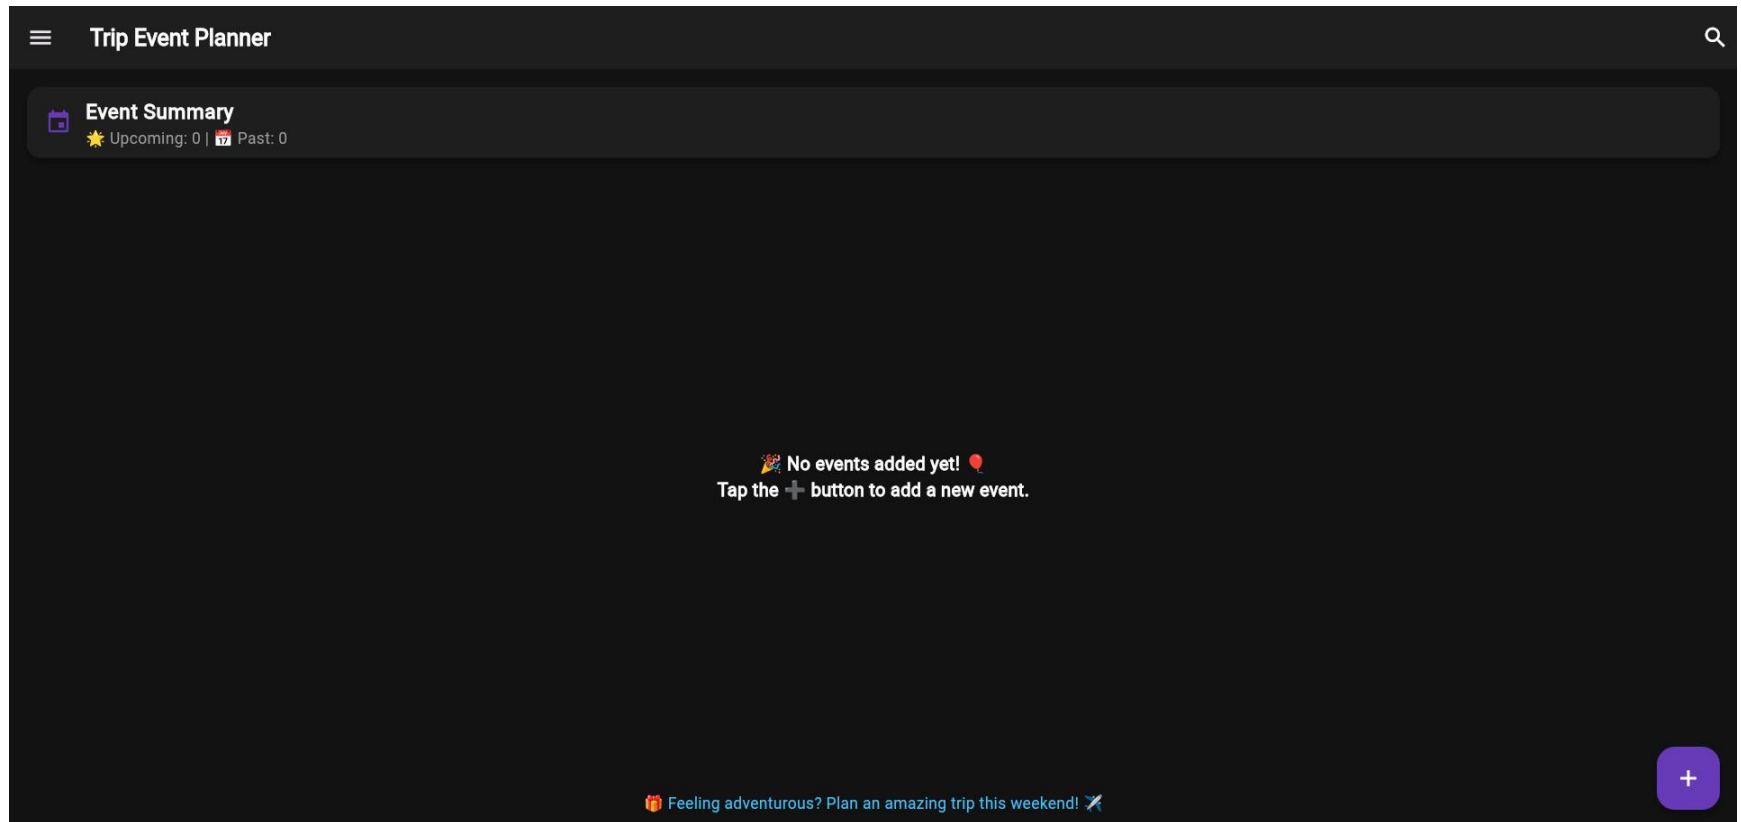 Trip Event Planner
Event Summary
🌟 Upcoming: 0 | 📅 Past: 0
🎉 No events added yet! 🎈
Tap the ➕ button to add a new event.
🎁 Feeling adventurous? Plan an amazing trip this weekend! ✈️
+